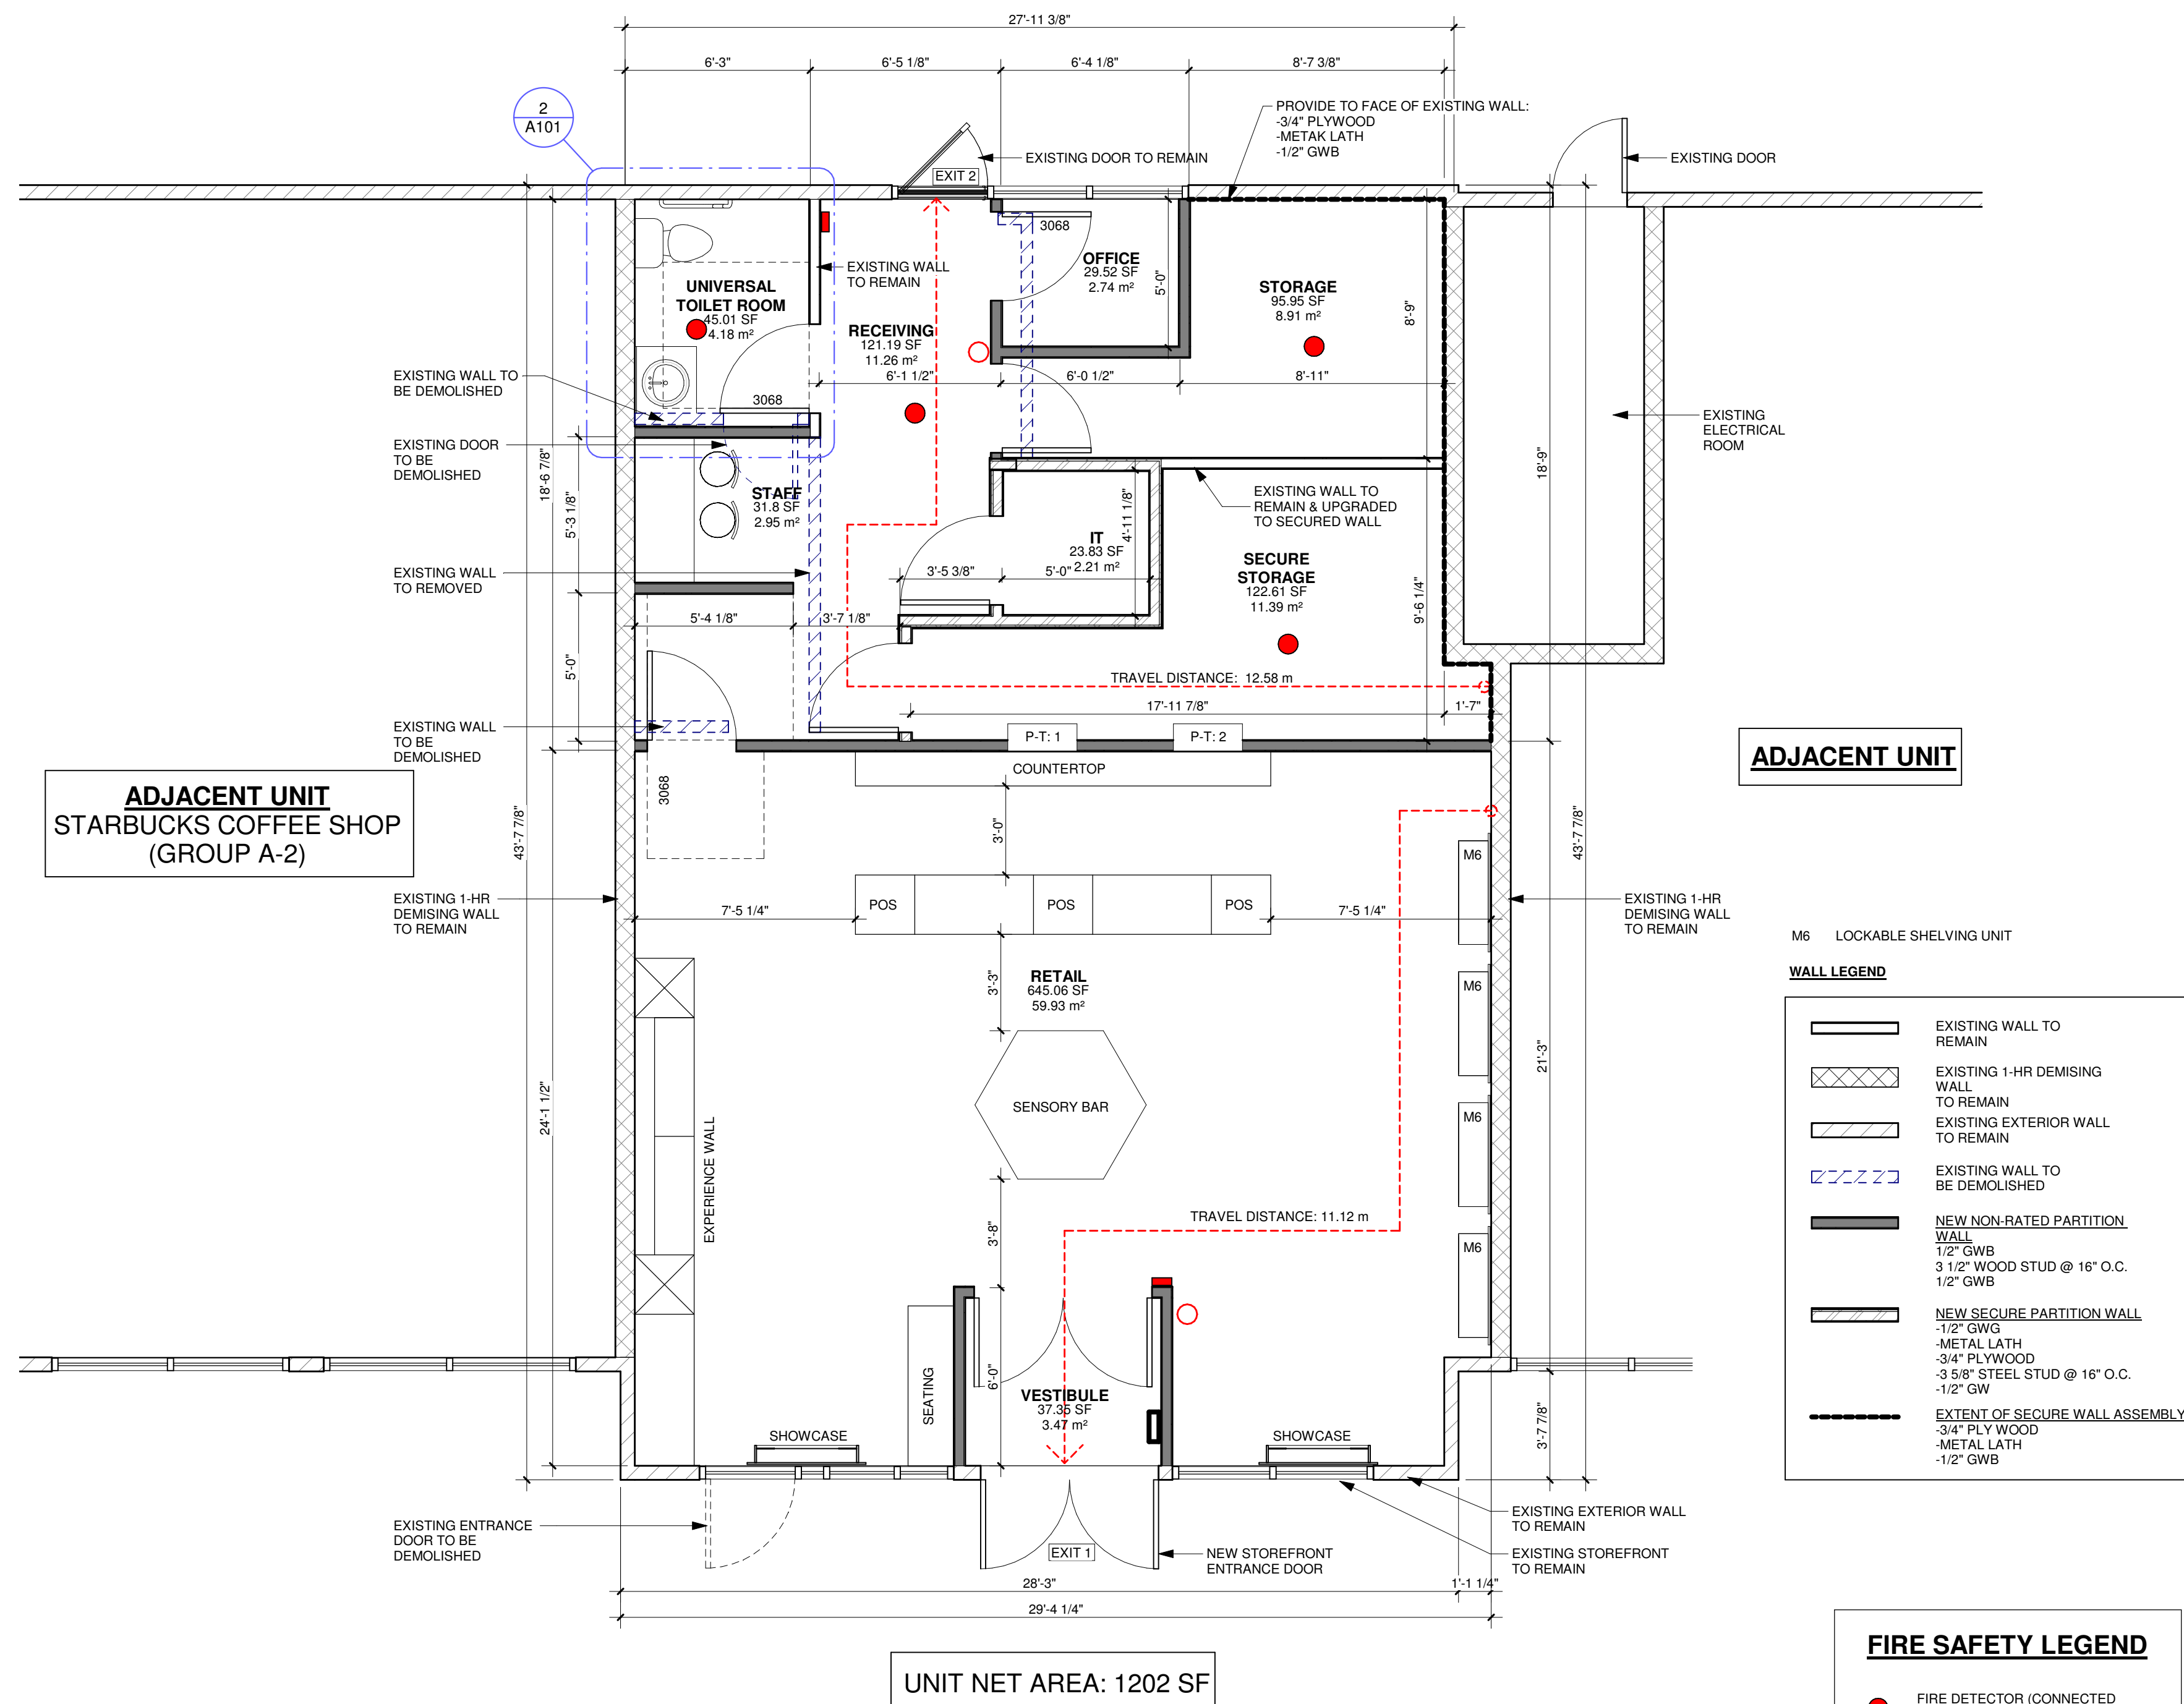 27'-11 3/8"
6'-3"
6'-5 1/8"
6'-4 1/8"
8'-7 3/8"
2
A101
PROVIDE TO FACE OF EXISTING WALL:
-3/4" PLYWOOD
-METAK LATH
-1/2" GWB
EXISTING DOOR TO REMAIN
EXISTING DOOR
EXIT 2
3068
OFFICE
29.52 SF
2.74 m²
5'-0"
EXISTING WALL
TO REMAIN
UNIVERSAL
TOILET ROOM
45.01 SF
4.18 m²
STORAGE
95.95 SF
8.91 m²
8'-9"
RECEIVING
121.19 SF
11.26 m²
6'-1 1/2"
6'-0 1/2"
8'-11"
EXISTING WALL TO
BE DEMOLISHED
3068
EXISTING
ELECTRICAL
ROOM
EXISTING DOOR
TO BE
DEMOLISHED
18'-6 7/8"
18'-9"
5'-3 1/8"
STAFF
31.8 SF
2.95 m²
EXISTING WALL TO
REMAIN & UPGRADED
TO SECURED WALL
4'-11 1/8"
IT
23.83 SF
2.21 m²
3'-5 3/8"
5'-0"
SECURE
STORAGE
122.61 SF
11.39 m²
9'-6 1/4"
EXISTING WALL
TO REMOVED
5'-4 1/8"
3'-7 1/8"
5'-0"
TRAVEL DISTANCE: 12.58 m
17'-11 7/8"
1'-7"
EXISTING WALL
TO BE
DEMOLISHED
P-T: 1
P-T: 2
COUNTERTOP
ADJACENT UNIT
ADJACENT UNIT
STARBUCKS COFFEE SHOP
(GROUP A-2)
3068
43'-7 7/8"
3'-0"
43'-7 7/8"
M6
EXISTING 1-HR
DEMISING WALL
TO REMAIN
7'-5 1/4"
POS
POS
POS
7'-5 1/4"
EXISTING 1-HR
DEMISING WALL
TO REMAIN
M6 LOCKABLE SHELVING UNIT
WALL LEGEND
RETAIL
645.06 SF
59.93 m²
3'-3"
M6
EXISTING WALL TO
REMAIN
EXISTING 1-HR DEMISING
WALL
TO REMAIN
EXISTING EXTERIOR WALL
TO REMAIN
EXISTING WALL TO
BE DEMOLISHED
NEW NON-RATED PARTITION
WALL
1/2" GWB
3 1/2" WOOD STUD @ 16" O.C.
1/2" GWB
NEW SECURE PARTITION WALL
-1/2" GWG
-METAL LATH
-3/4" PLYWOOD
-3 5/8" STEEL STUD @ 16" O.C.
-1/2" GW
EXTENT OF SECURE WALL ASSEMBLY
-3/4" PLY WOOD
-METAL LATH
-1/2" GWB
21'-3"
24'-1 1/2"
SENSORY BAR
M6
EXPERIENCE WALL
3'-8"
TRAVEL DISTANCE: 11.12 m
M6
6'-0"
SEATING
VESTIBULE
37.35 SF
3.47 m²
3'-7 7/8"
SHOWCASE
SHOWCASE
EXISTING ENTRANCE
DOOR TO BE
DEMOLISHED
EXIT 1
NEW STOREFRONT
ENTRANCE DOOR
EXISTING EXTERIOR WALL
TO REMAIN
EXISTING STOREFRONT
TO REMAIN
28'-3"
1'-1 1/4"
29'-4 1/4"
UNIT NET AREA: 1202 SF
FIRE SAFETY LEGEND
FIRE DETECTOR (CONNECTED